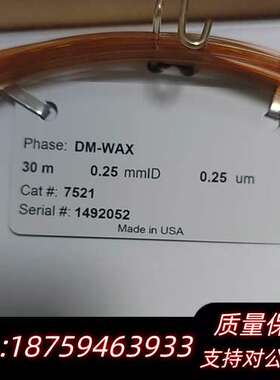 Phase: DM-WAX
30 m 0.25 mmID 0.25 um
Cat #: 7521
Serial #: 1492052
Made in USA
质量保
:18759463933
支持对公